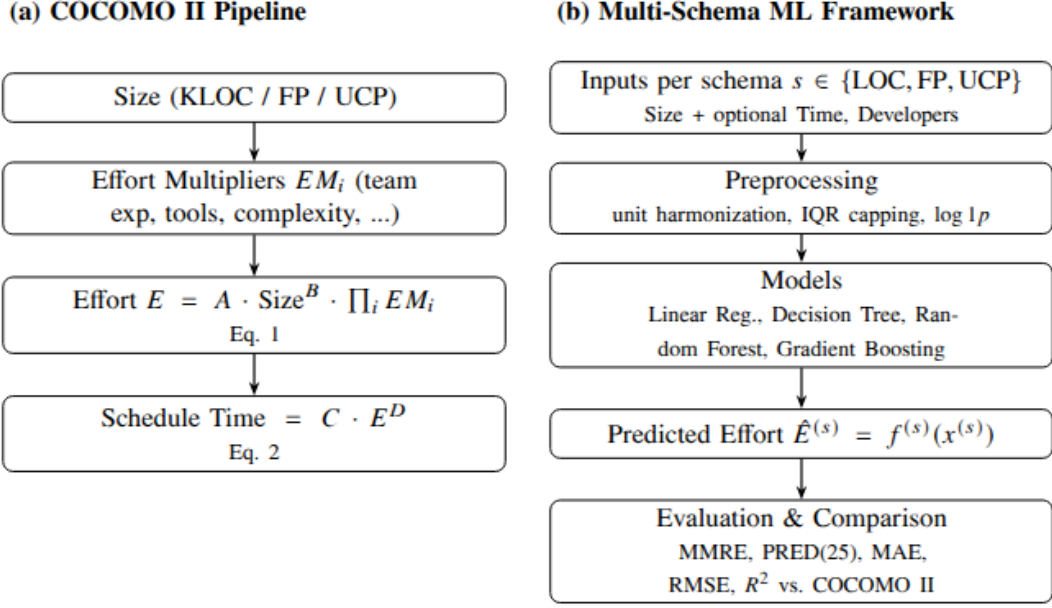 (a) COCOMO II Pipeline
Size (KLOC / FP / UCP)
Effort Multipliers EMᵢ (team
exp, tools, complexity, ...)
Effort E = A · Size^B · ∏ᵢ EMᵢ
Eq. 1
Schedule Time = C · E^D
Eq. 2
(b) Multi-Schema ML Framework
Inputs per schema s ∈ {LOC, FP, UCP}
Size + optional Time, Developers
Preprocessing
unit harmonization, IQR capping, log 1p
Models
Linear Reg., Decision Tree, Ran-
dom Forest, Gradient Boosting
Predicted Effort Ê^(s) = f^(s)(x^(s))
Evaluation & Comparison
MMRE, PRED(25), MAE,
RMSE, R² vs. COCOMO II